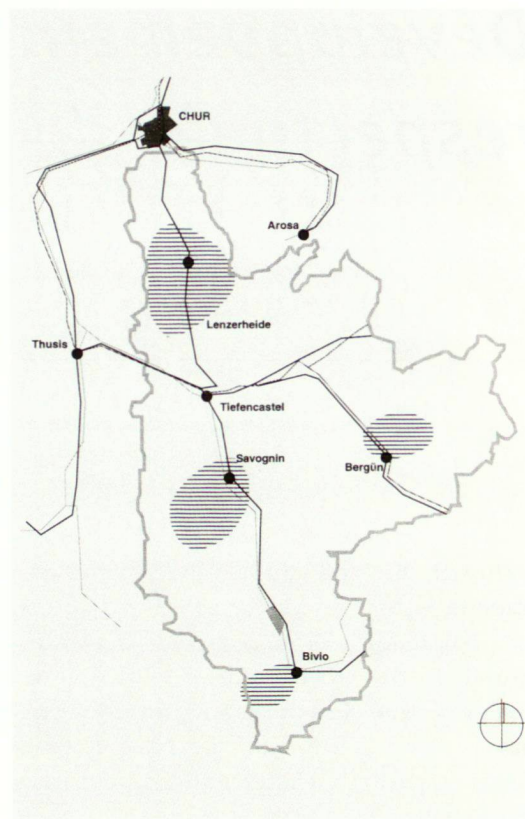 CHUR
Arosa
Lenzerheide
Thusis
Tiefencastel
Savognin
Bergün
Bivio